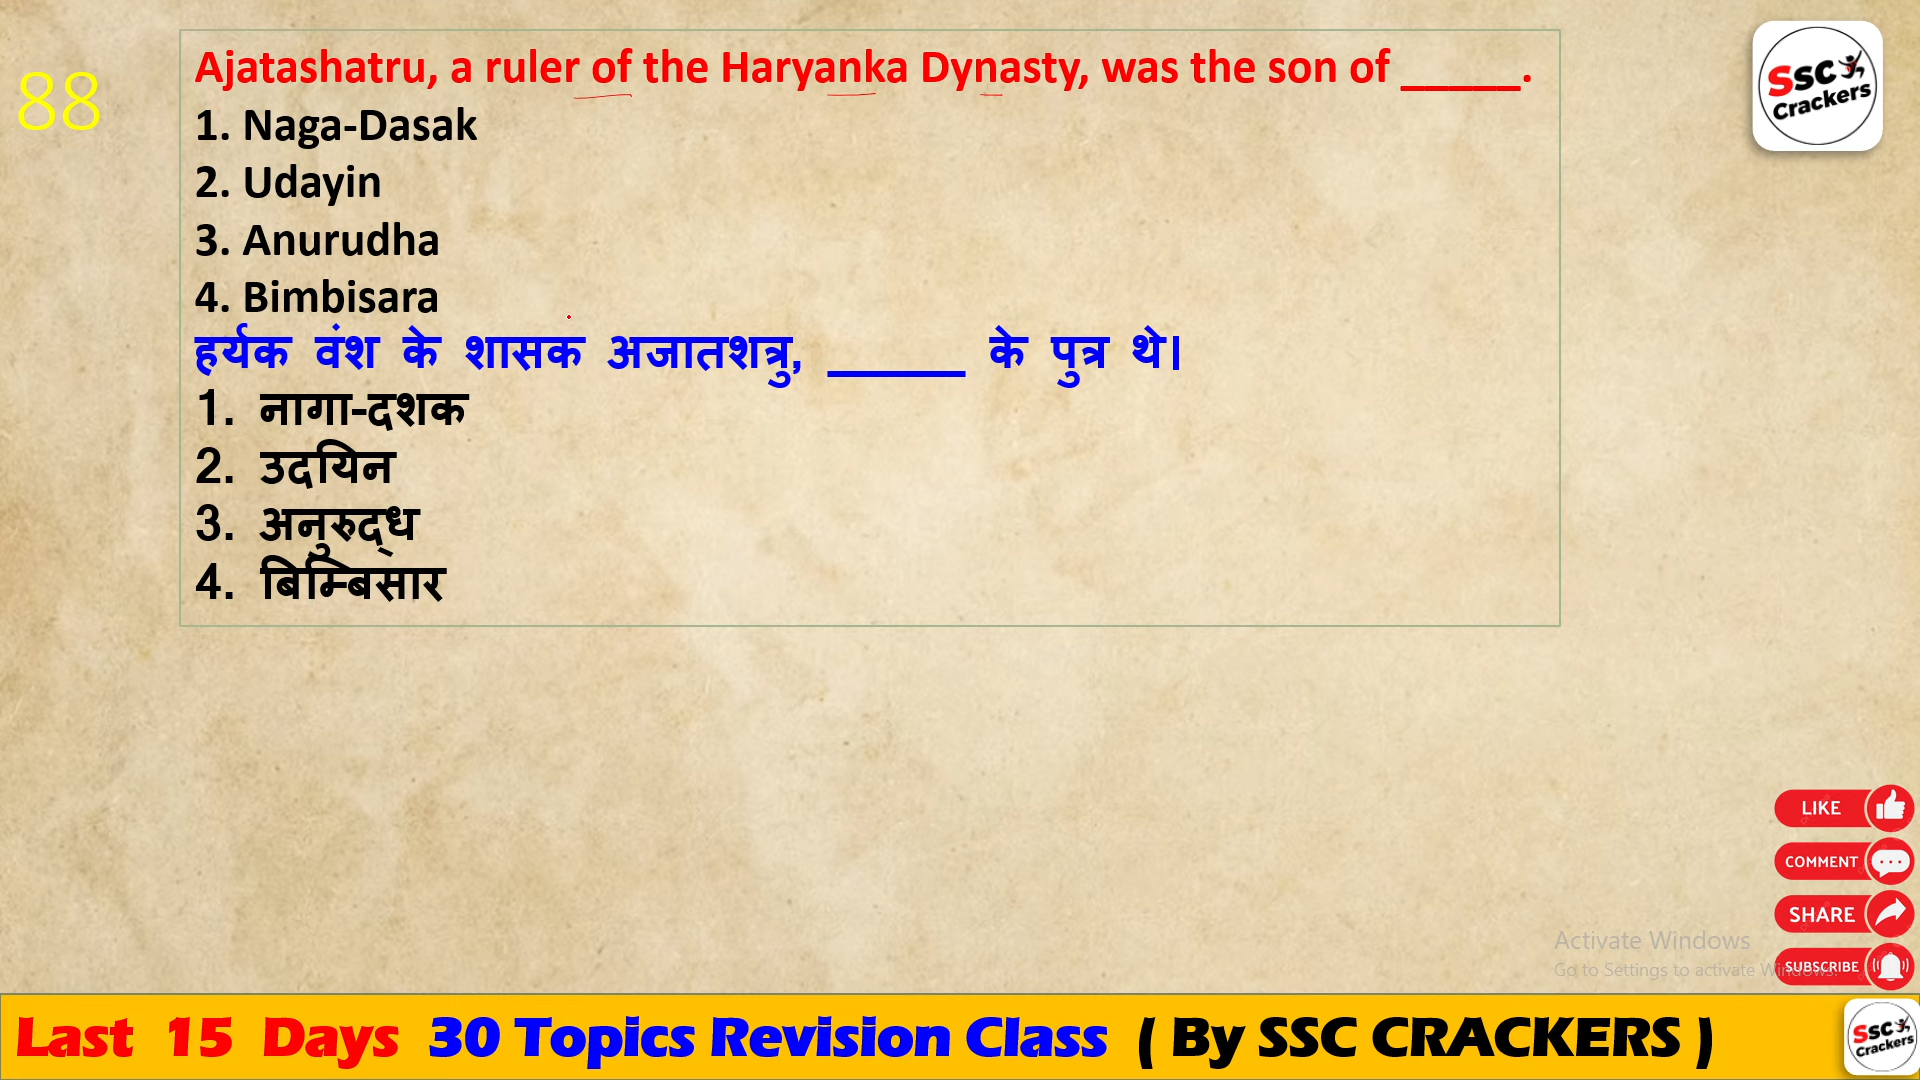 88
Ajatashatru, a ruler of the Haryanka Dynasty, was the son of _____.
1. Naga-Dasak
2. Udayin
3. Anurudha
4. Bimbisara
हर्यक वंश के शासक अजातशत्रु, ______ के पुत्र थे।
1. नागा-दशक
2. उदयिन
3. अनुरुद्ध
4. बिम्बिसार
SSC
Crackers
LIKE
COMMENT
SHARE
SUBSCRIBE
Activate Windows
Go to Settings to activate Windows.
Last 15 Days 30 Topics Revision Class ( By SSC CRACKERS )
SSC
Crackers